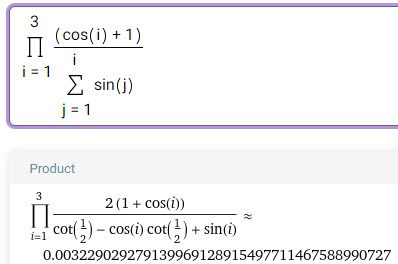 3
∏ (cos(i) + 1)
i = 1 i
∑ sin(j)
j = 1
Product
3
∏ 2 (1 + cos(i)) / cot(1/2) − cos(i) cot(1/2) + sin(i) ≈
i=1
0.003229029279139969128915497711467588990727